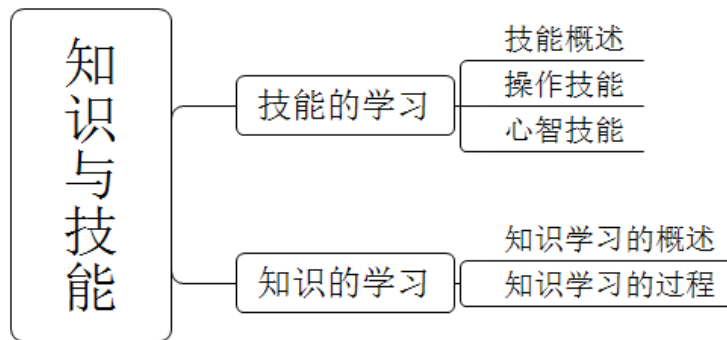 知识与技能
技能的学习
技能概述
操作技能
心智技能
知识的学习
知识学习的概述
知识学习的过程